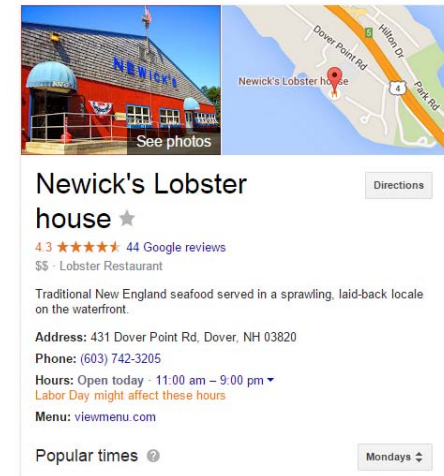 NEWICK'S
See photos
Dover Point Rd
Hilton Dr
5
Newick's Lobster house
4
Park Rd
Newick's Lobster
house
Directions
4.3 ★★★★★ 44 Google reviews
$$ · Lobster Restaurant
Traditional New England seafood served in a sprawling, laid-back locale
on the waterfront.
Address: 431 Dover Point Rd, Dover, NH 03820
Phone: (603) 742-3205
Hours: Open today · 11:00 am – 9:00 pm
Labor Day might affect these hours
Menu: viewmenu.com
Popular times ?
Mondays